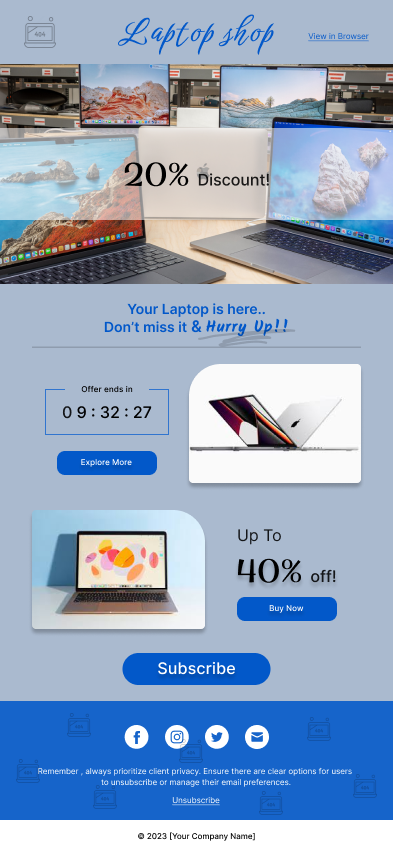 Laptop shop
View in Browser
20% Discount!
Your Laptop is here..
Don't miss it & Hurry Up!!
Offer ends in
0 9 : 32 : 27
Explore More
Up To
40% off!
Buy Now
Subscribe
Remember , always prioritize client privacy. Ensure there are clear options for users
to unsubscribe or manage their email preferences.
Unsubscribe
© 2023 [Your Company Name]